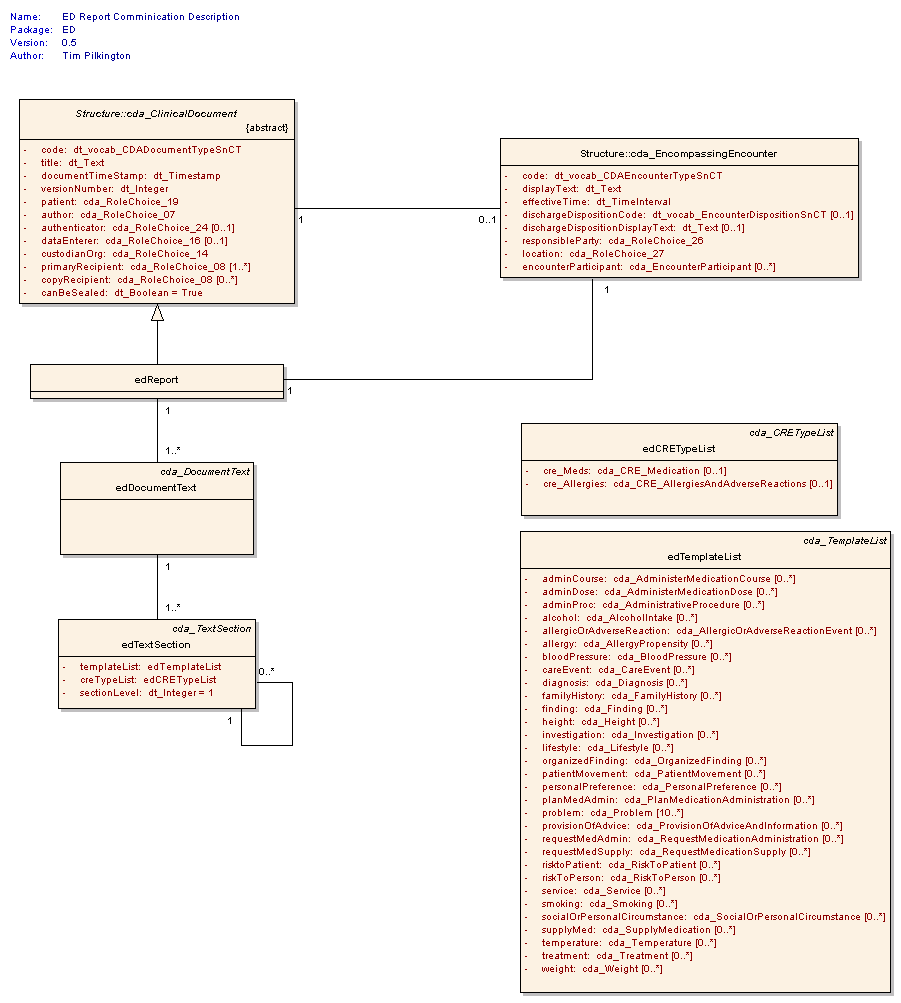 Name: ED Report Comminication Description
Package: ED
Version: 0.5
Author: Tim Pilkington
Structure::cda_ClinicalDocument
{abstract}
- code: dt_vocab_CDADocumentTypeSnCT
- title: dt_Text
- documentTimeStamp: dt_Timestamp
- versionNumber: dt_Integer
- patient: cda_RoleChoice_19
- author: cda_RoleChoice_07
- authenticator: cda_RoleChoice_24 [0..1]
- dataEnterer: cda_RoleChoice_16 [0..1]
- custodianOrg: cda_RoleChoice_14
- primaryRecipient: cda_RoleChoice_08 [1..*]
- copyRecipient: cda_RoleChoice_08 [0..*]
- canBeSealed: dt_Boolean = True
1
0..1
Structure::cda_EncompassingEncounter
- code: dt_vocab_CDAEncounterTypeSnCT
- displayText: dt_Text
- effectiveTime: dt_TimeInterval
- dischargeDispositionCode: dt_vocab_EncounterDispositionSnCT [0..1]
- dischargeDispositionDisplayText: dt_Text [0..1]
- responsibleParty: cda_RoleChoice_26
- location: cda_RoleChoice_27
- encounterParticipant: cda_EncounterParticipant [0..*]
1
edReport
1
1
1..*
cda_DocumentText
edDocumentText
1
1..*
cda_TextSection
edTextSection
- templateList: edTemplateList
- creTypeList: edCRETypeList
- sectionLevel: dt_Integer = 1
0..*
1
cda_CRETypeList
edCRETypeList
- cre_Meds: cda_CRE_Medication [0..1]
- cre_Allergies: cda_CRE_AllergiesAndAdverseReactions [0..1]
cda_TemplateList
edTemplateList
- adminCourse: cda_AdministerMedicationCourse [0..*]
- adminDose: cda_AdministerMedicationDose [0..*]
- adminProc: cda_AdministrativeProcedure [0..*]
- alcohol: cda_AlcoholIntake [0..*]
- allergicOrAdverseReaction: cda_AllergicOrAdverseReactionEvent [0..*]
- allergy: cda_AllergyPropensity [0..*]
- bloodPressure: cda_BloodPressure [0..*]
- careEvent: cda_CareEvent [0..*]
- diagnosis: cda_Diagnosis [0..*]
- familyHistory: cda_FamilyHistory [0..*]
- finding: cda_Finding [0..*]
- height: cda_Height [0..*]
- investigation: cda_Investigation [0..*]
- lifestyle: cda_Lifestyle [0..*]
- organizedFinding: cda_OrganizedFinding [0..*]
- patientMovement: cda_PatientMovement [0..*]
- personalPreference: cda_PersonalPreference [0..*]
- planMedAdmin: cda_PlanMedicationAdministration [0..*]
- problem: cda_Problem [10..*]
- provisionOfAdvice: cda_ProvisionOfAdviceAndInformation [0..*]
- requestMedAdmin: cda_RequestMedicationAdministration [0..*]
- requestMedSupply: cda_RequestMedicationSupply [0..*]
- risktoPatient: cda_RiskToPatient [0..*]
- riskToPerson: cda_RiskToPerson [0..*]
- service: cda_Service [0..*]
- smoking: cda_Smoking [0..*]
- socialOrPersonalCircumstance: cda_SocialOrPersonalCircumstance [0..*]
- supplyMed: cda_SupplyMedication [0..*]
- temperature: cda_Temperature [0..*]
- treatment: cda_Treatment [0..*]
- weight: cda_Weight [0..*]